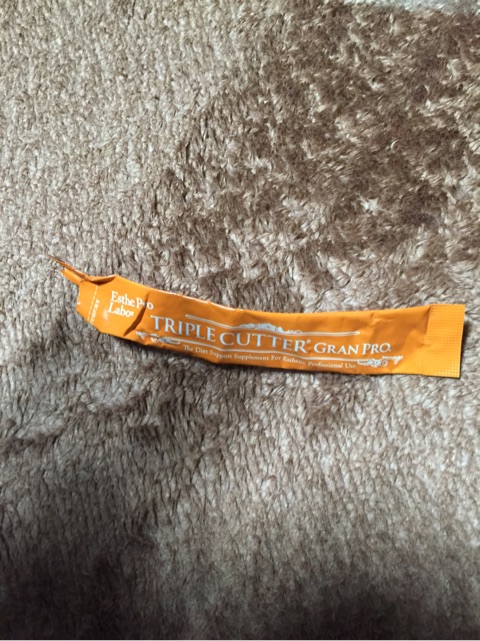 Esthe Pro
Labo®
TRIPLE CUTTER® GRAN PRO.
The Diet Support Supplement For Esthetic Professional Use